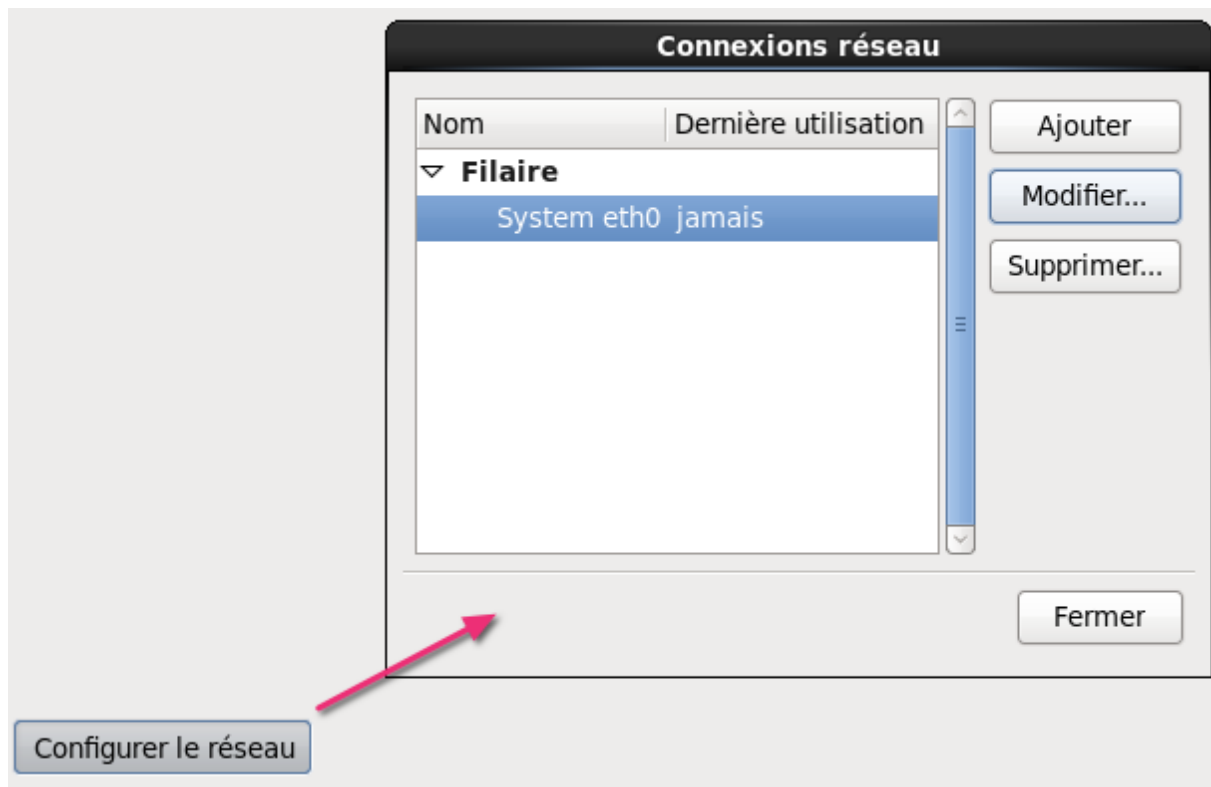 Connexions réseau
Nom Dernière utilisation
Ajouter
Filaire
Modifier...
System eth0 jamais
Supprimer...
Fermer
Configurer le réseau